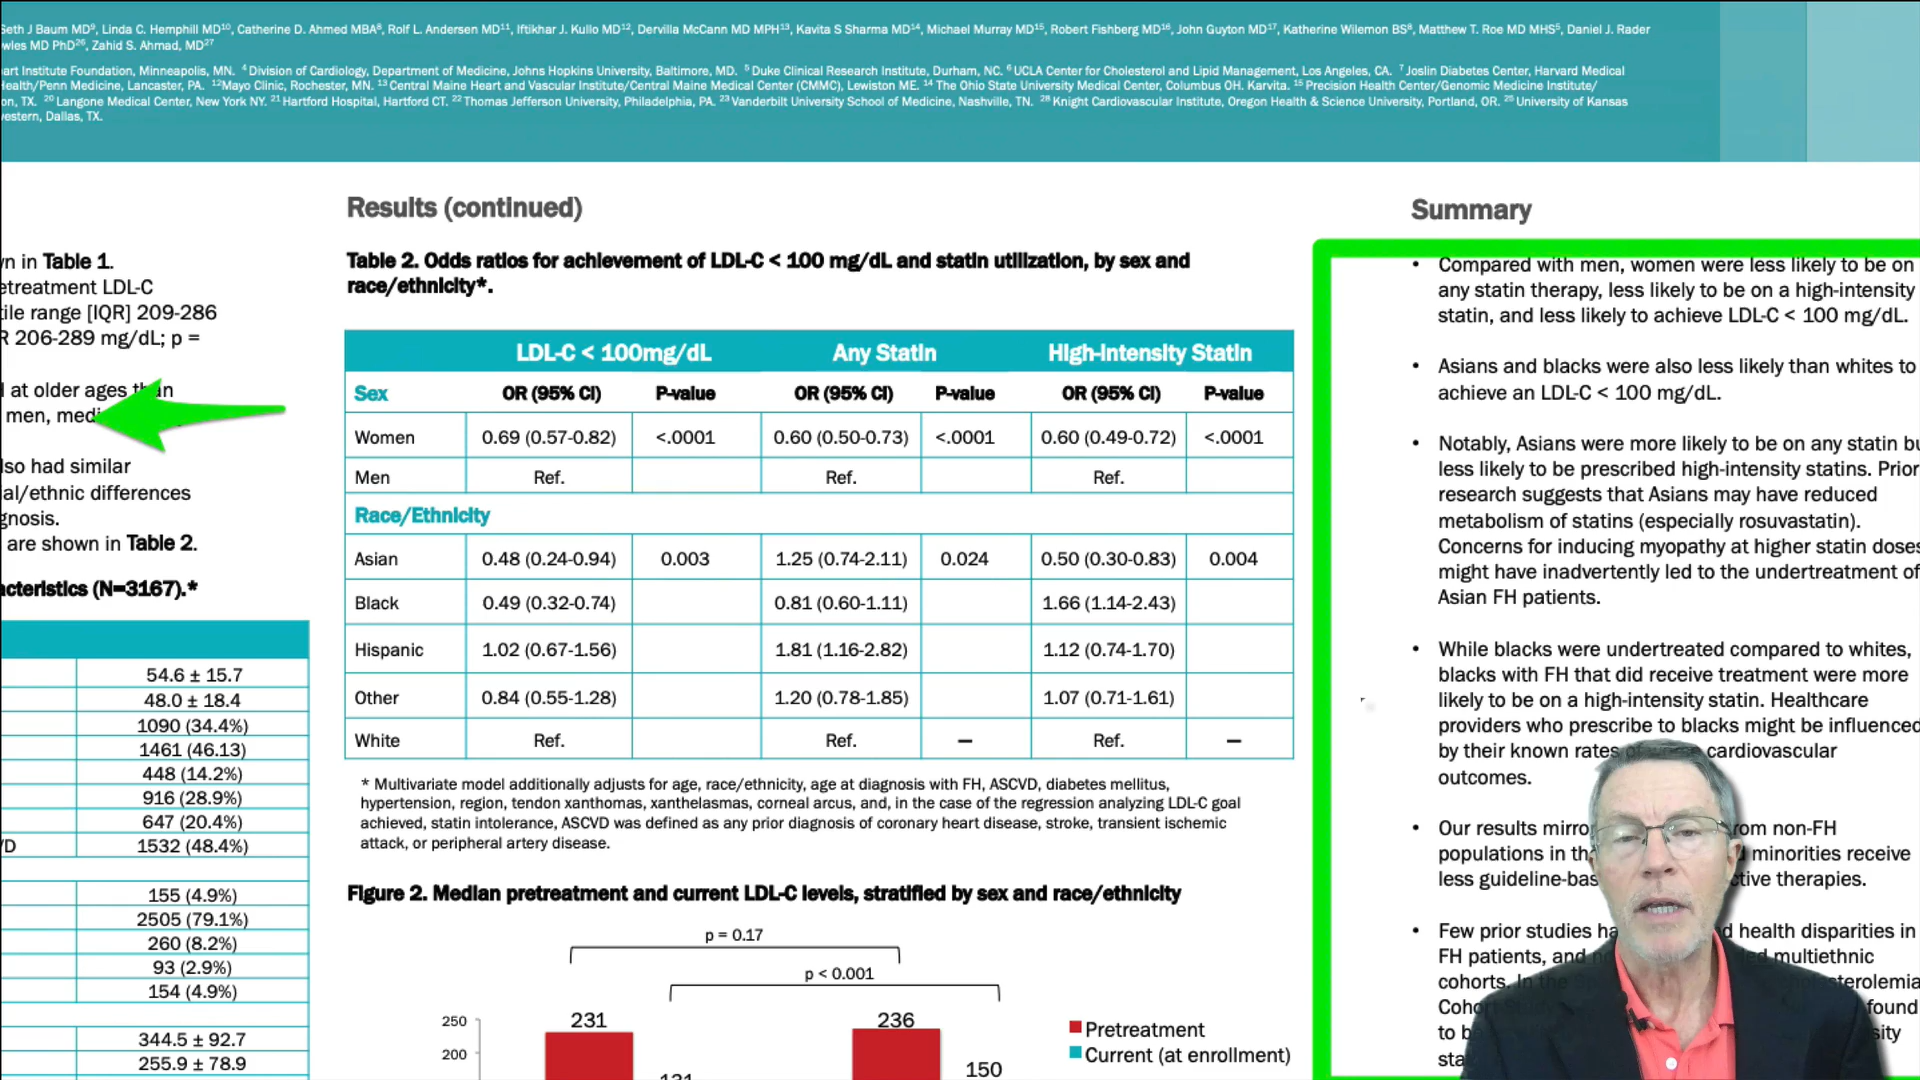 Seth J Baum MD⁹, Linda C. Hemphill MD¹⁰, Catherine D. Ahmed MBA⁸, Rolf L. Andersen MD¹¹, Iftikhar J. Kullo MD¹², Dervilla McCann MD MPH¹³, Kavita S Sharma MD¹⁴, Michael Murray MD¹⁵, Robert Fishberg MD¹⁶, John Guyton MD¹⁷, Katherine Wilemon BS⁸, Matthew T. Roe MD MHS⁵, Daniel J. Rader
wles MD PhD²⁶, Zahid S. Ahmad, MD²⁷
art Institute Foundation, Minneapolis, MN. ⁴ Division of Cardiology, Department of Medicine, Johns Hopkins University, Baltimore, MD. ⁵ Duke Clinical Research Institute, Durham, NC. ⁶ UCLA Center for Cholesterol and Lipid Management, Los Angeles, CA. ⁷ Joslin Diabetes Center, Harvard Medical
Health/Penn Medicine, Lancaster, PA. ¹²Mayo Clinic, Rochester, MN. ¹³ Central Maine Heart and Vascular Institute/Central Maine Medical Center (CMMC), Lewiston ME. ¹⁴ The Ohio State University Medical Center, Columbus OH. Karvita. ¹⁵ Precision Health Center/Genomic Medicine Institute/
on, TX. ²⁰ Langone Medical Center, New York NY. ²¹ Hartford Hospital, Hartford CT. ²² Thomas Jefferson University, Philadelphia, PA. ²³ Vanderbilt University School of Medicine, Nashville, TN. ²⁸ Knight Cardiovascular Institute, Oregon Health & Science University, Portland, OR. ²⁵ University of Kansas
western, Dallas, TX.
n in Table 1.
etreatment LDL-C
tile range [IQR] 209-286
R 206-289 mg/dL; p =
at older ages
men,
lso had similar
ial/ethnic differences
gnosis.
are shown in Table 2.
acteristics (N=3167).*
54.6 ± 15.7
48.0 ± 18.4
1090 (34.4%)
1461 (46.13)
448 (14.2%)
916 (28.9%)
647 (20.4%)
/D 1532 (48.4%)
155 (4.9%)
2505 (79.1%)
260 (8.2%)
93 (2.9%)
154 (4.9%)
344.5 ± 92.7
255.9 ± 78.9
Results (continued)
Table 2. Odds ratios for achievement of LDL-C < 100 mg/dL and statin utilization, by sex and
race/ethnicity*.
LDL-C < 100mg/dL Any Statin High-Intensity Statin
Sex OR (95% CI) P-value OR (95% CI) P-value OR (95% CI) P-value
Women 0.69 (0.57-0.82) <.0001 0.60 (0.50-0.73) <.0001 0.60 (0.49-0.72) <.0001
Men Ref. Ref. Ref.
Race/Ethnicity
Asian 0.48 (0.24-0.94) 0.003 1.25 (0.74-2.11) 0.024 0.50 (0.30-0.83) 0.004
Black 0.49 (0.32-0.74) 0.81 (0.60-1.11) 1.66 (1.14-2.43)
Hispanic 1.02 (0.67-1.56) 1.81 (1.16-2.82) 1.12 (0.74-1.70)
Other 0.84 (0.55-1.28) 1.20 (0.78-1.85) 1.07 (0.71-1.61)
White Ref. Ref. — Ref. —
* Multivariate model additionally adjusts for age, race/ethnicity, age at diagnosis with FH, ASCVD, diabetes mellitus,
hypertension, region, tendon xanthomas, xanthelasmas, corneal arcus, and, in the case of the regression analyzing LDL-C goal
achieved, statin intolerance, ASCVD was defined as any prior diagnosis of coronary heart disease, stroke, transient ischemic
attack, or peripheral artery disease.
Figure 2. Median pretreatment and current LDL-C levels, stratified by sex and race/ethnicity
p = 0.17
p < 0.001
250
200
231
236
150
Pretreatment
Current (at enrollment)
Summary
• Compared with men, women were less likely to be on
any statin therapy, less likely to be on a high-intensity
statin, and less likely to achieve LDL-C < 100 mg/dL.
• Asians and blacks were also less likely than whites to
achieve an LDL-C < 100 mg/dL.
• Notably, Asians were more likely to be on any statin bu
less likely to be prescribed high-intensity statins. Prior
research suggests that Asians may have reduced
metabolism of statins (especially rosuvastatin).
Concerns for inducing myopathy at higher statin doses
might have inadvertently led to the undertreatment of
Asian FH patients.
• While blacks were undertreated compared to whites,
blacks with FH that did receive treatment were more
likely to be on a high-intensity statin. Healthcare
providers who prescribe to blacks might be influenced
by their known rates cardiovascular
outcomes.
• Our results rom non-FH
populations in minorities receive
less ctive therapies.
• Few prior studies health disparities in
FH patients, and multiethnic
cohorts. sterolemia
found
to